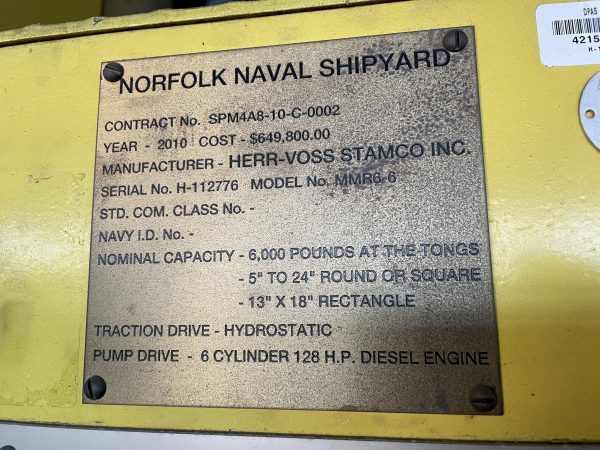 NORFOLK NAVAL SHIPYARD
CONTRACT No. SPM4A8-10-C-0002
YEAR - 2010 COST - $649,800.00
MANUFACTURER - HERR-VOSS STAMCO INC.
SERIAL No. H-112776 MODEL No. MMR6-6
STD. COM. CLASS No. -
NAVY I.D. No. -
NOMINAL CAPACITY - 6,000 POUNDS AT THE TONGS
- 5" TO 24" ROUND OR SQUARE
- 13" X 18" RECTANGLE
TRACTION DRIVE - HYDROSTATIC
PUMP DRIVE - 6 CYLINDER 128 H.P. DIESEL ENGINE
DPAS
4215